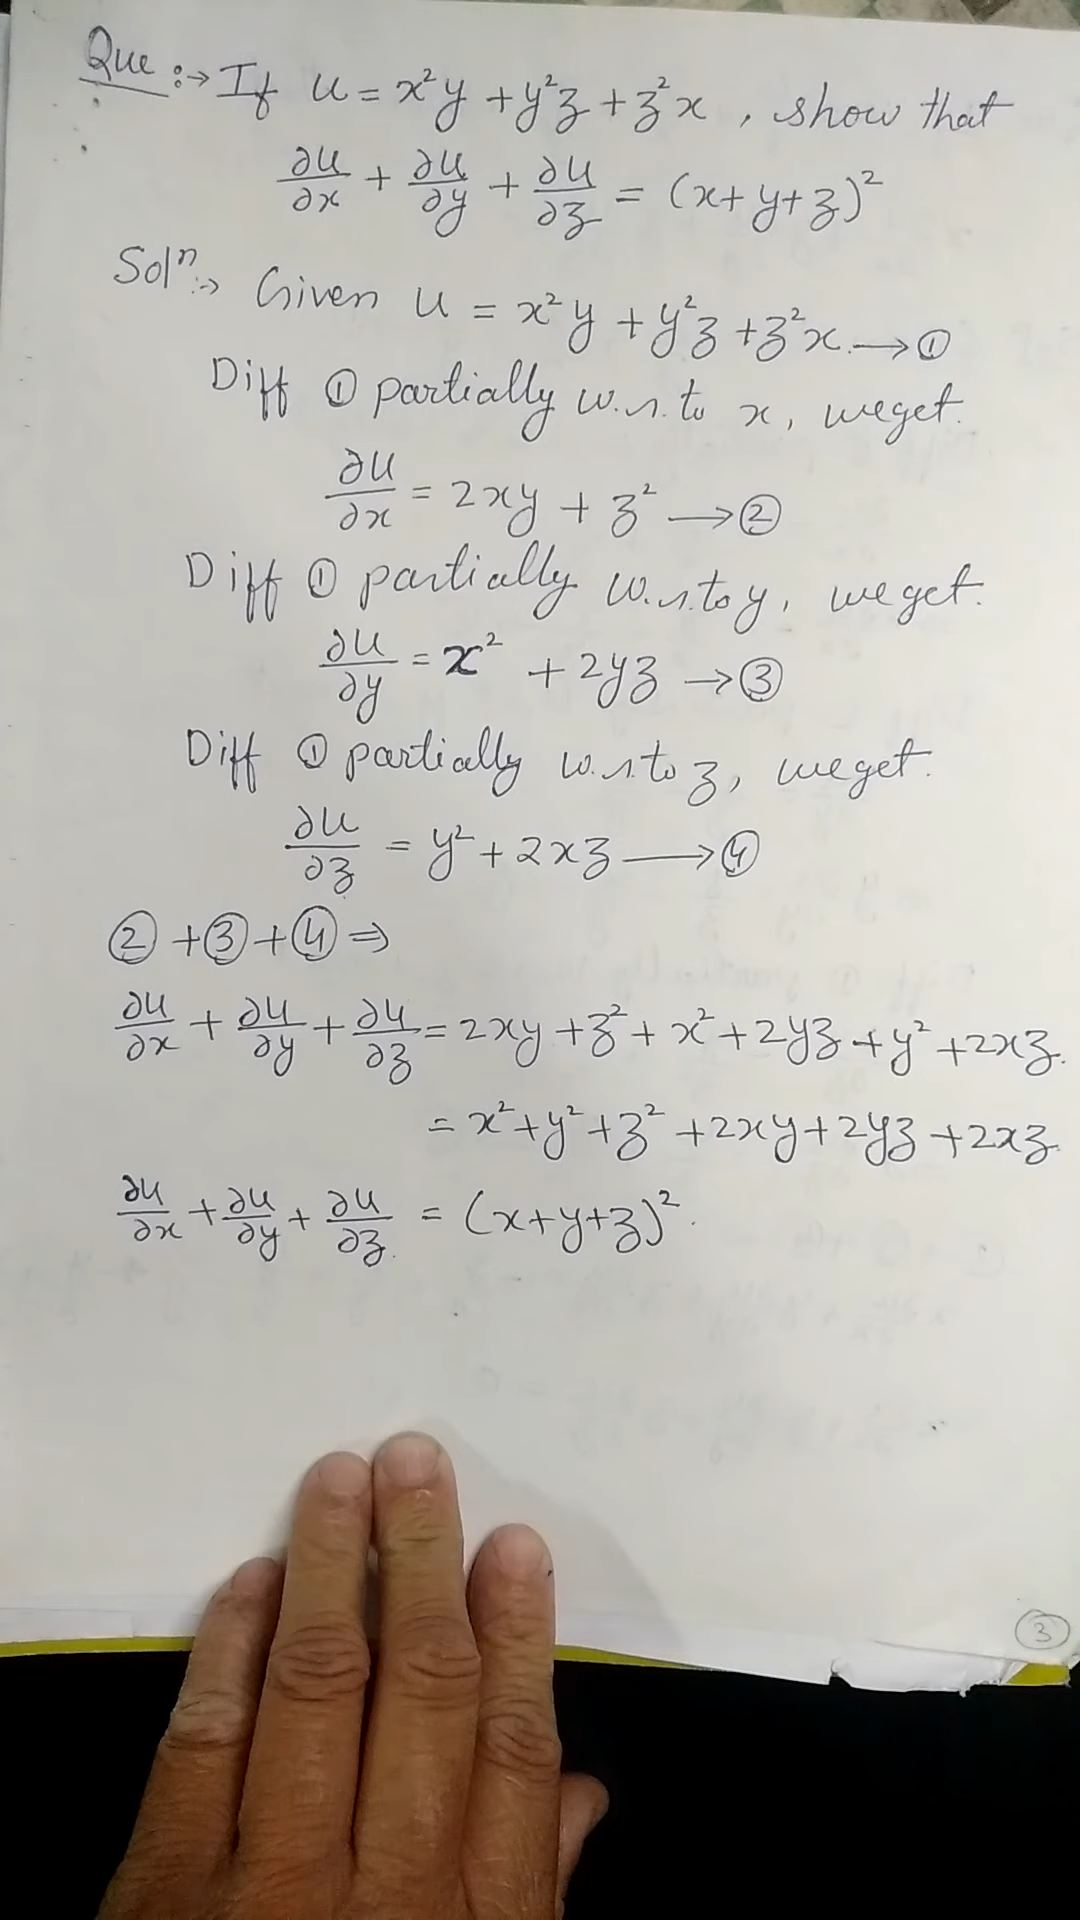 Que :→ If u = x²y + y²z + z²x , show that
∂u/∂x + ∂u/∂y + ∂u/∂z = (x+y+z)²
Solⁿ :→ Given u = x²y + y²z + z²x. → ①
Diff ① partially w.r.to x, we get.
∂u/∂x = 2xy + z² → ②
Diff ① partially w.r.to y, we get.
∂u/∂y = x² + 2yz → ③
Diff ① partially w.r.to z, we get.
∂u/∂z = y² + 2xz → ④
② + ③ + ④ ⇒
∂u/∂x + ∂u/∂y + ∂u/∂z = 2xy + z² + x² + 2yz + y² + 2xz.
= x² + y² + z² + 2xy + 2yz + 2xz.
∂u/∂x + ∂u/∂y + ∂u/∂z. = (x+y+z)².
③